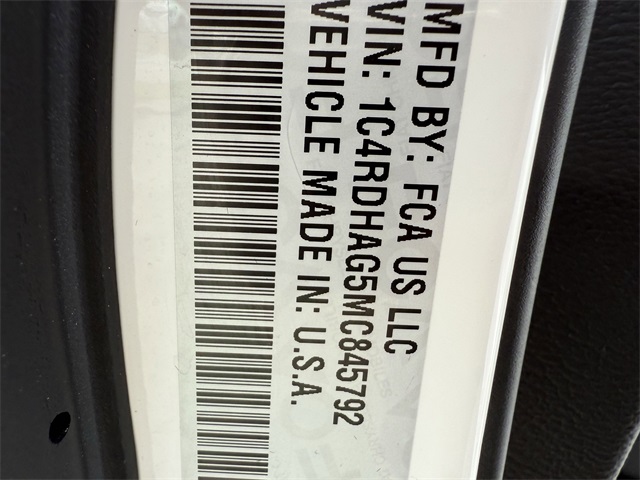 MFD BY: FCA US LLC
VIN: 1C4RDHAG5MC845792
VEHICLE MADE IN: U.S.A.